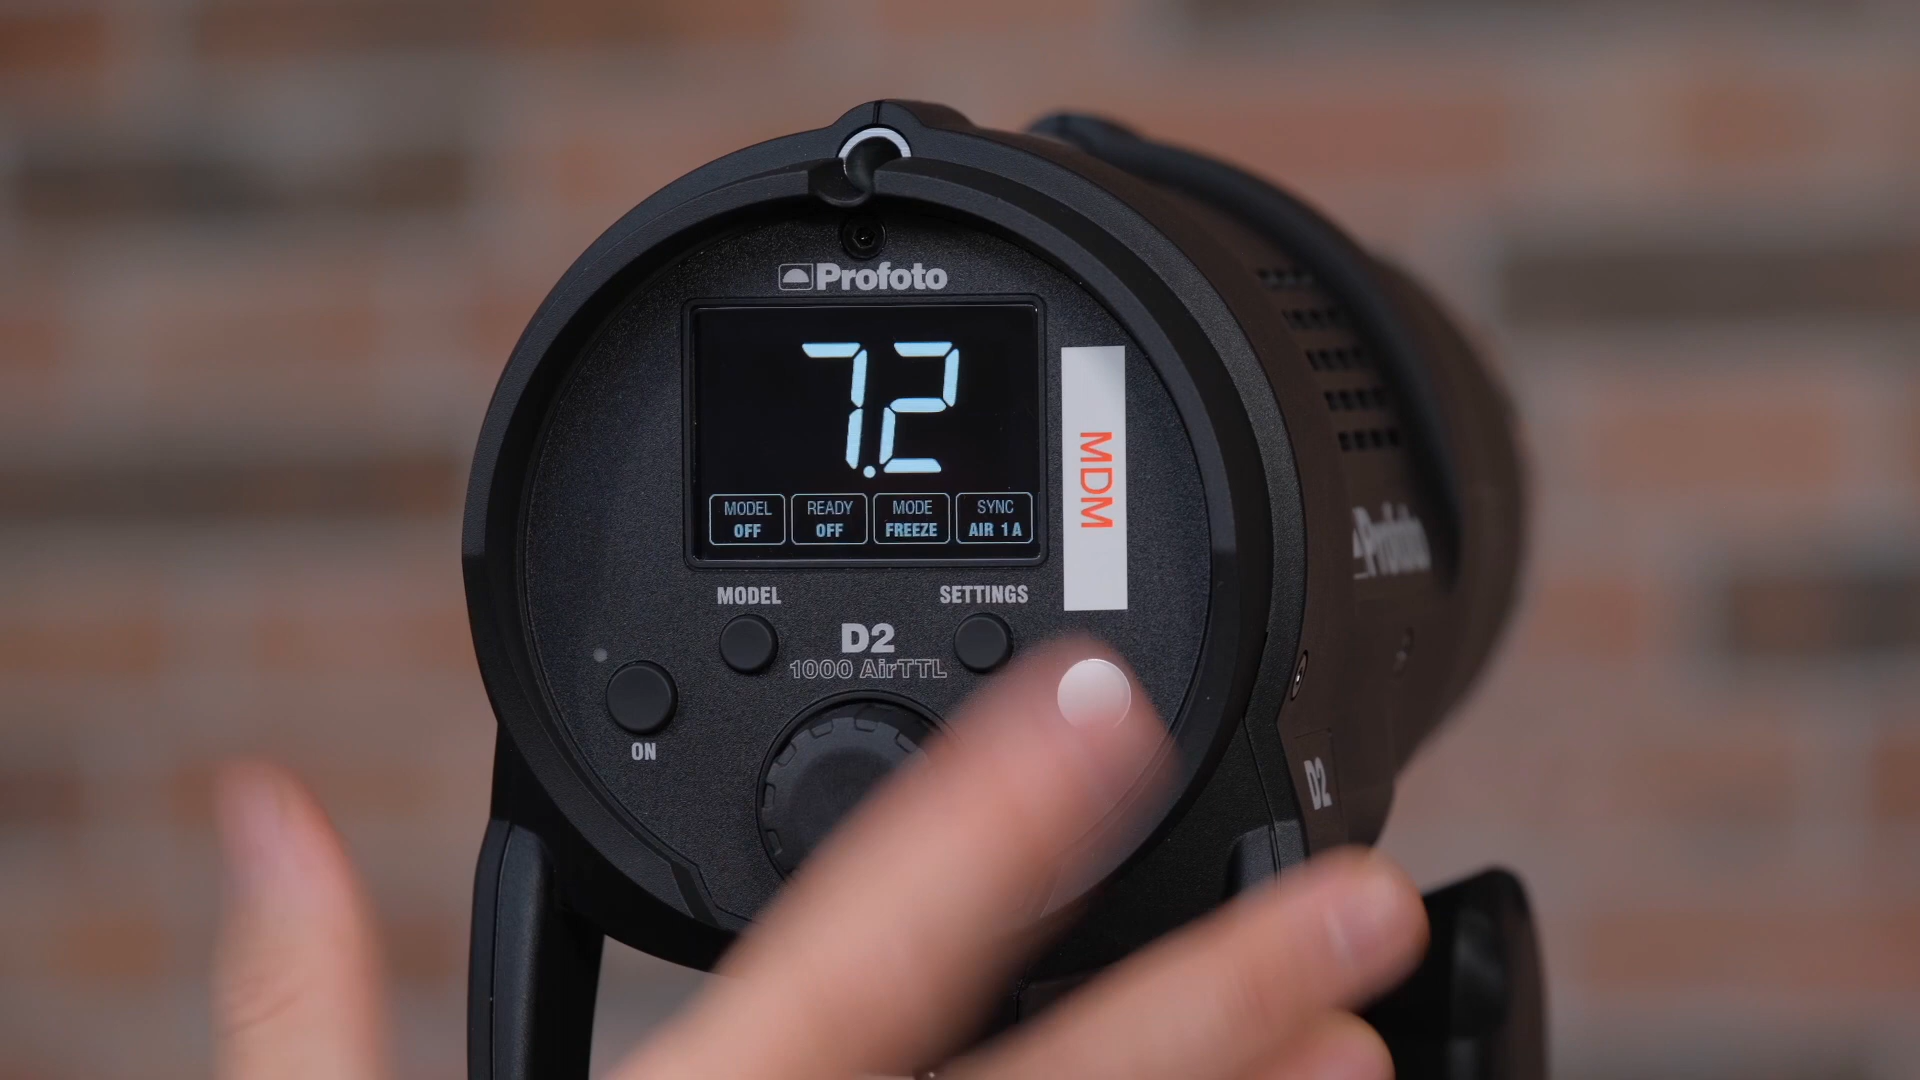 Profoto
7.2
MODEL READY MODE SYNC
OFF OFF FREEZE AIR 1A
MDM
MODEL SETTINGS
D2
1000 AirTTL
ON
Profoto
D2